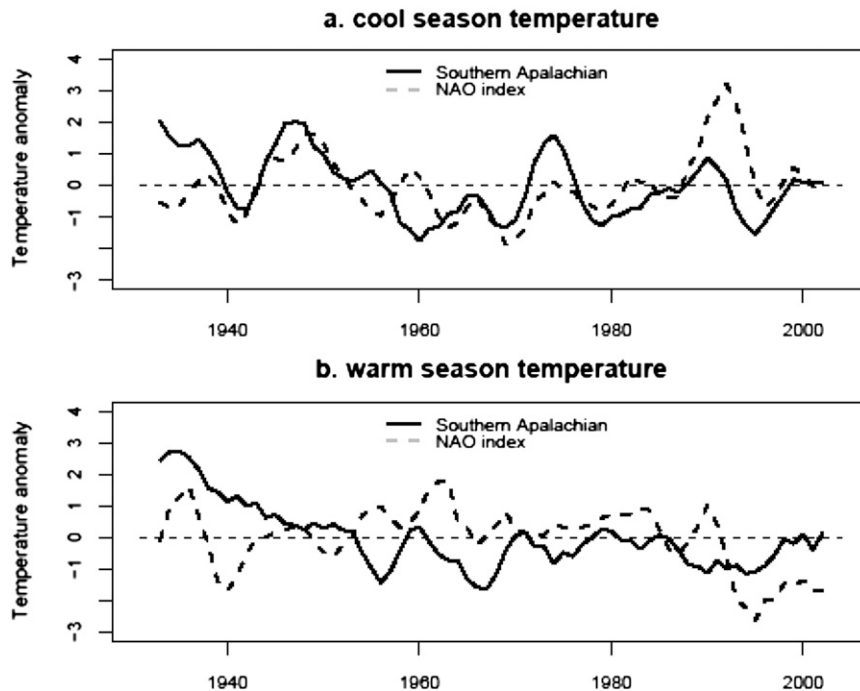 a. cool season temperature
Temperature anomaly
4
3
2
1
0
-1
-3
Southern Apalachian
NAO index
1940 1960 1980 2000
b. warm season temperature
Temperature anomaly
4
3
2
1
0
-1
-3
Southern Apalachian
NAO index
1940 1960 1980 2000